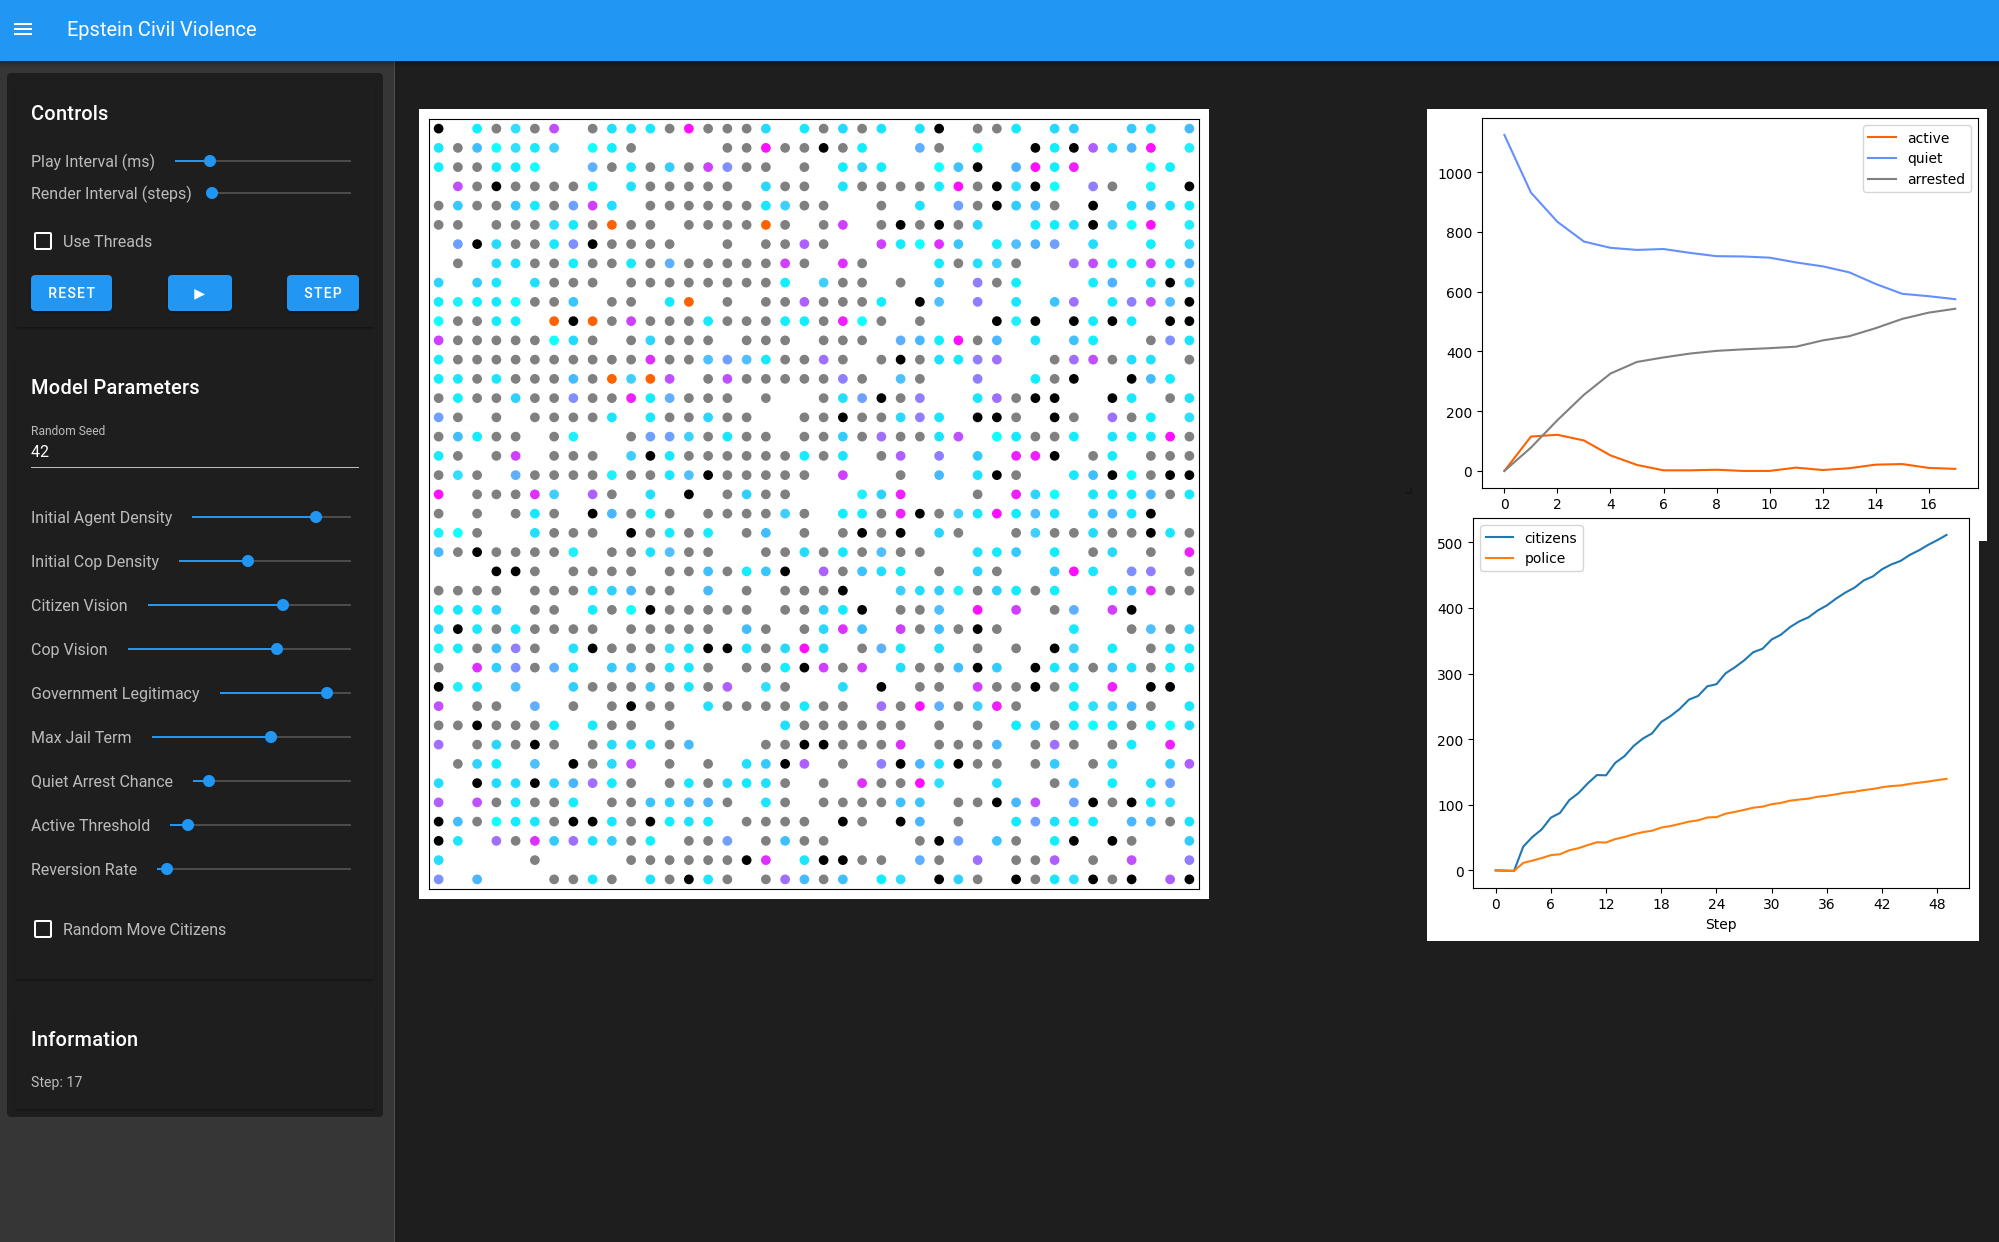 Epstein Civil Violence
Controls
Play Interval (ms)
Render Interval (steps)
Use Threads
RESET
STEP
Model Parameters
Random Seed
42
Initial Agent Density
Initial Cop Density
Citizen Vision
Cop Vision
Government Legitimacy
Max Jail Term
Quiet Arrest Chance
Active Threshold
Reversion Rate
Random Move Citizens
Information
Step: 17
active
quiet
arrested
1000
800
600
400
200
0
0 2 4 6 8 10 12 14 16
citizens
police
500
400
300
200
100
0
0 6 12 18 24 30 36 42 48
Step